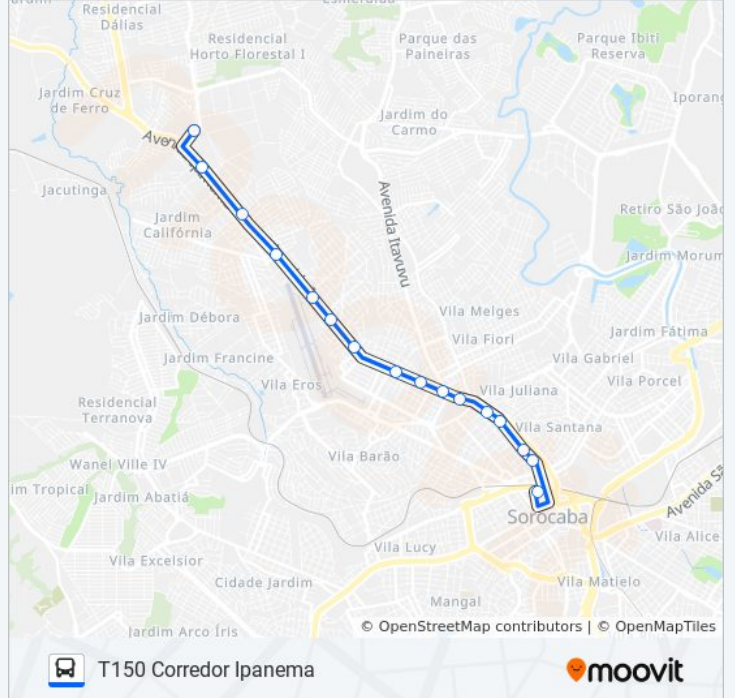 Residencial
Dálias
Residencial
Horto Florestal I
Parque das
Paineiras
Parque Ibiti
Reserva
Jardim Cruz
de Ferro
Iporang
Jardim do
Carmo
Aveni
Jacutinga
Avenida Itavuvu
Retiro São João
Jardim
Califórnia
Jardim Morum
Jardim Débora
Vila Melges
Jardim Fátima
Vila Fiori
Jardim Francine
Vila Gabriel
Vila Eros
Vila Juliana
Vila Porcel
Residencial
Terranova
Vila Santana
Vila Barão
Wanel Ville IV
im Tropical
Jardim Abatiá
Avenida Sã
Sorocaba
Vila Alice
Vila Lucy
Vila Excelsior
Cidade Jardim
Vila Matielo
Mangal
Jardim Arco Íris
© OpenStreetMap contributors | © OpenMapTiles
T150 Corredor Ipanema
moovit